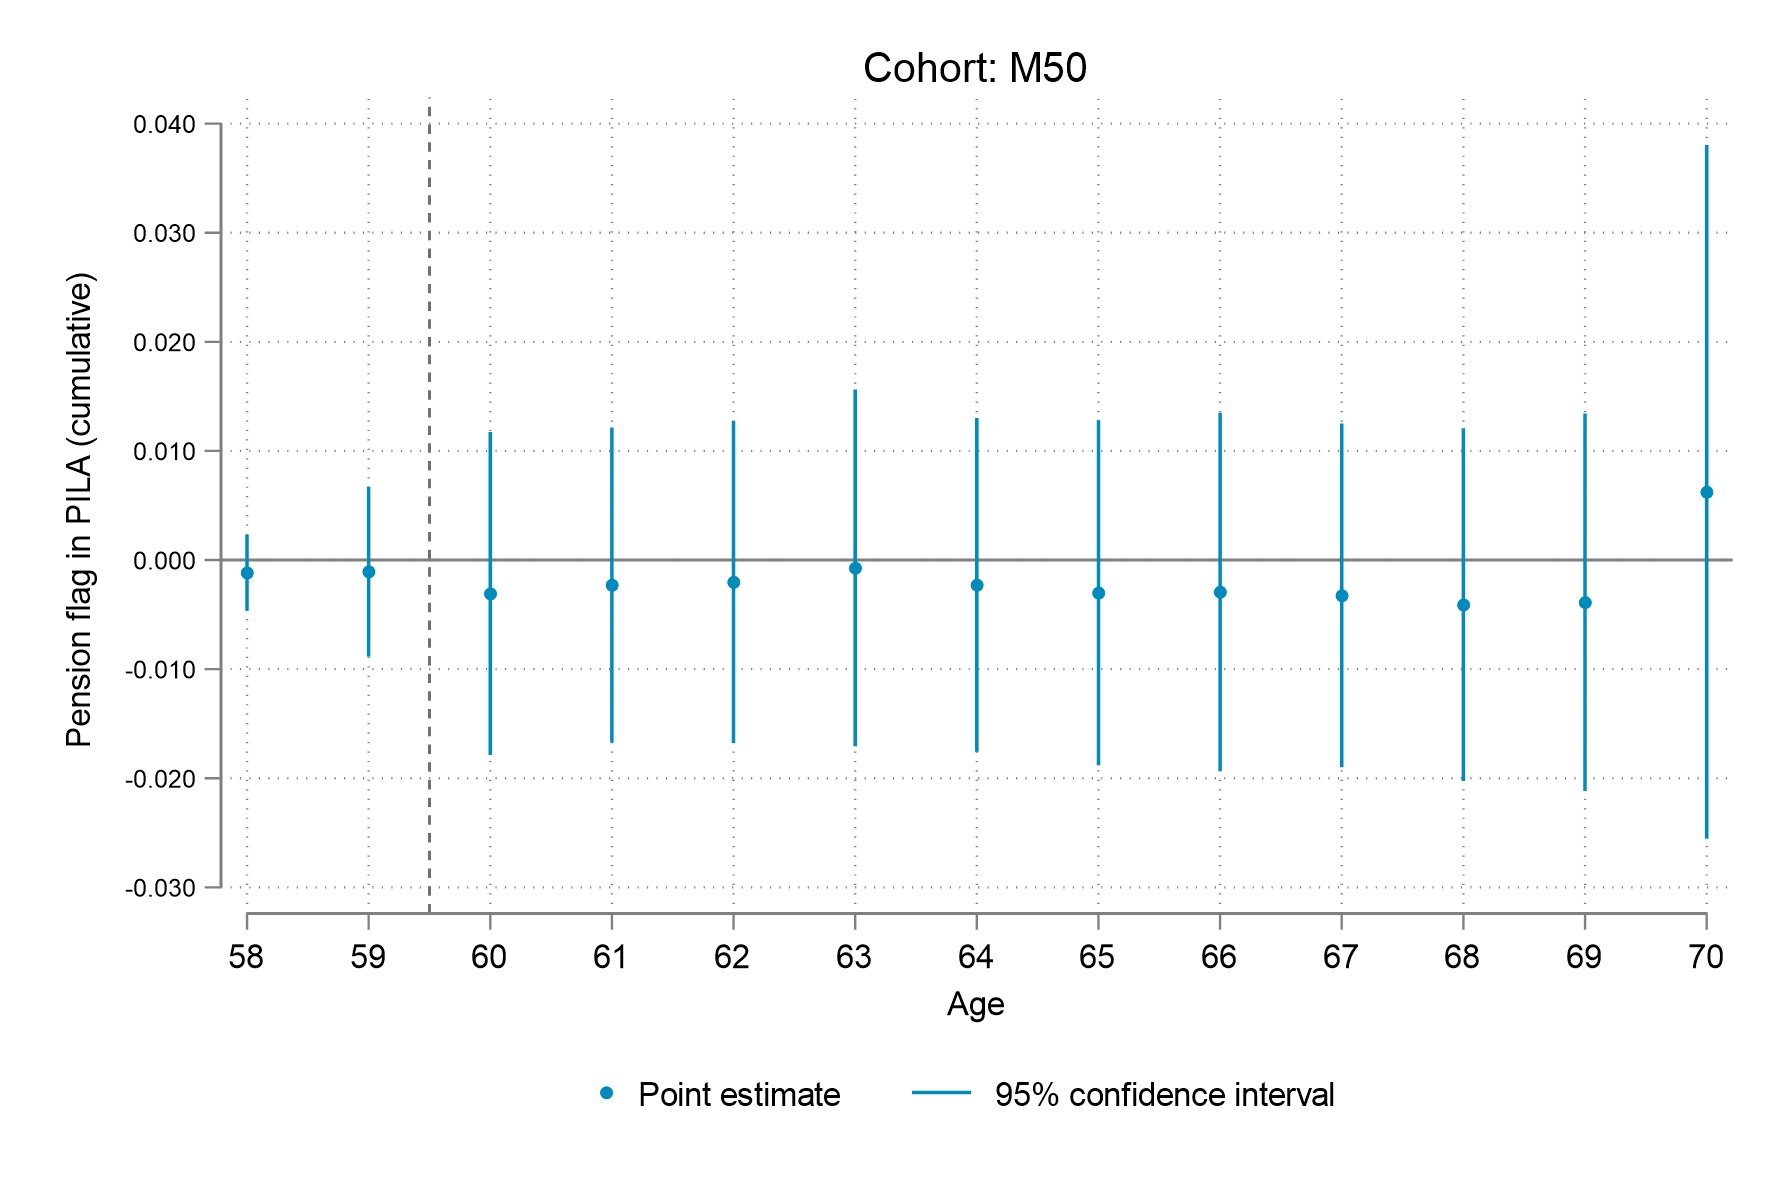 Cohort: M50
Pension flag in PILA (cumulative)
0.040
0.030
0.020
0.010
0.000
-0.010
-0.020
-0.030
58 59 60 61 62 63 64 65 66 67 68 69 70
Age
Point estimate 95% confidence interval